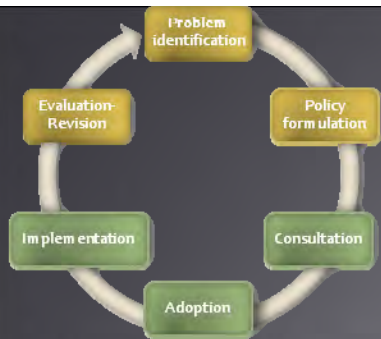 Problem
identification
Policy
formulation
Consultation
Adoption
Implementation
Evaluation-
Revision